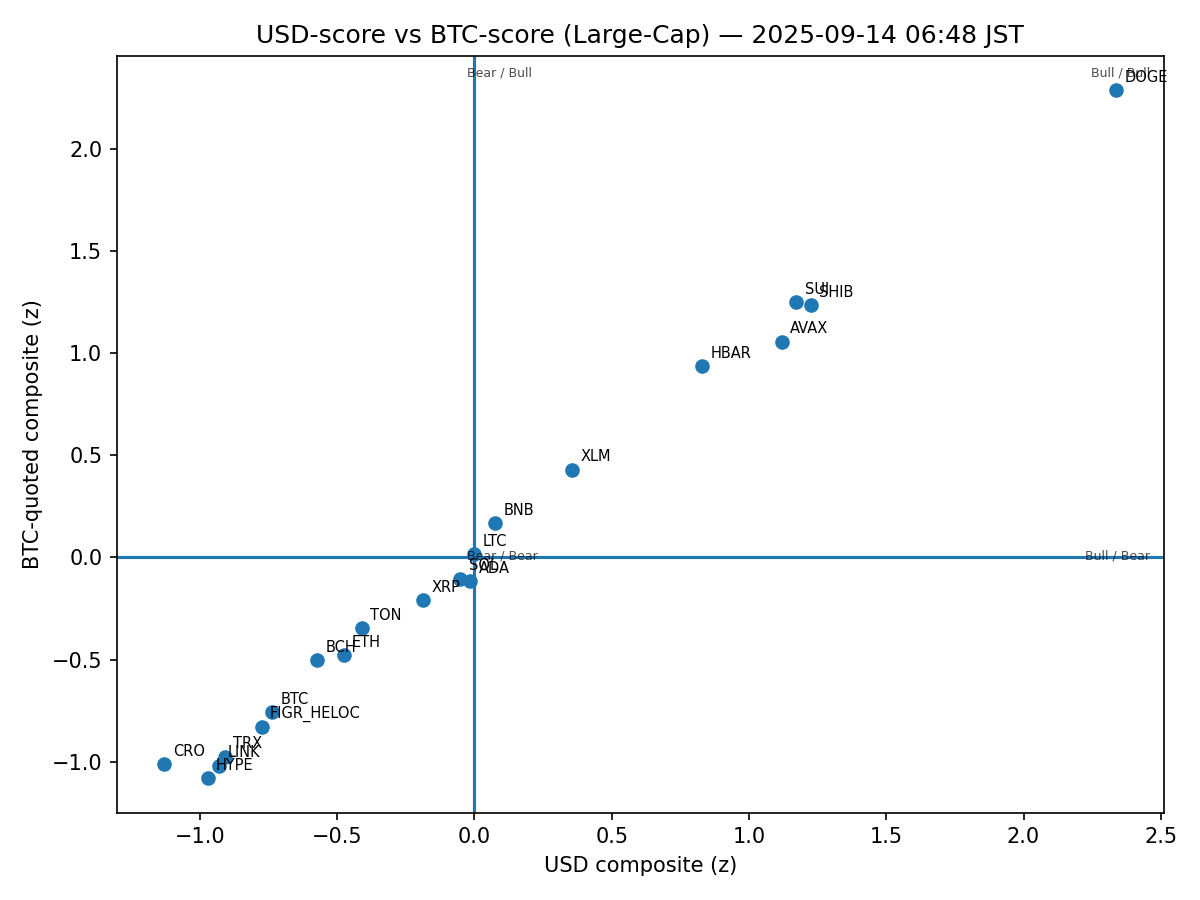 USD-score vs BTC-score (Large-Cap) — 2025-09-14 06:48 JST
Bear / Bull
Bull / Bull
DOGE
2.0
1.5
SUI
SHIB
AVAX
1.0
HBAR
BTC-quoted composite (z)
0.5
XLM
BNB
LTC
0.0
Bear / Bear
Bull / Bear
SOL
ADA
XRP
TON
BCH
ETH
−0.5
BTC
FIGR_HELOC
TRX
CRO
LINK
HYPE
−1.0
−1.0
−0.5
0.0
0.5
1.0
1.5
2.0
2.5
USD composite (z)